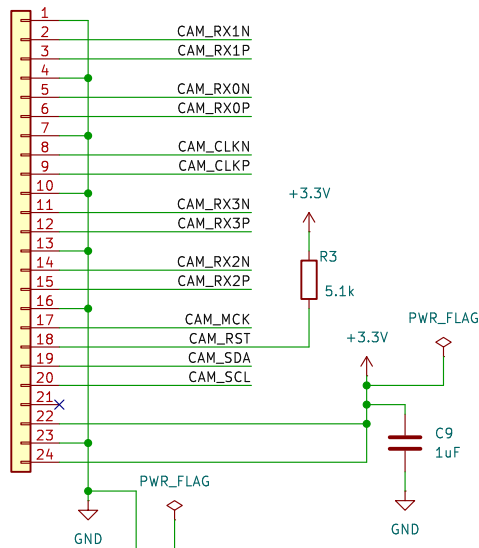 1
2 CAM_RX1N
3 CAM_RX1P
4
5 CAM_RX0N
6 CAM_RX0P
7
8 CAM_CLKN
9 CAM_CLKP
10
+3.3V
11 CAM_RX3N
12 CAM_RX3P
13
R3
14 CAM_RX2N
15 CAM_RX2P
5.1k
16
17 CAM_MCK
PWR_FLAG
18 CAM_RST
+3.3V
19 CAM_SDA
20 CAM_SCL
21
22
C9
23
1uF
24
PWR_FLAG
GND
GND